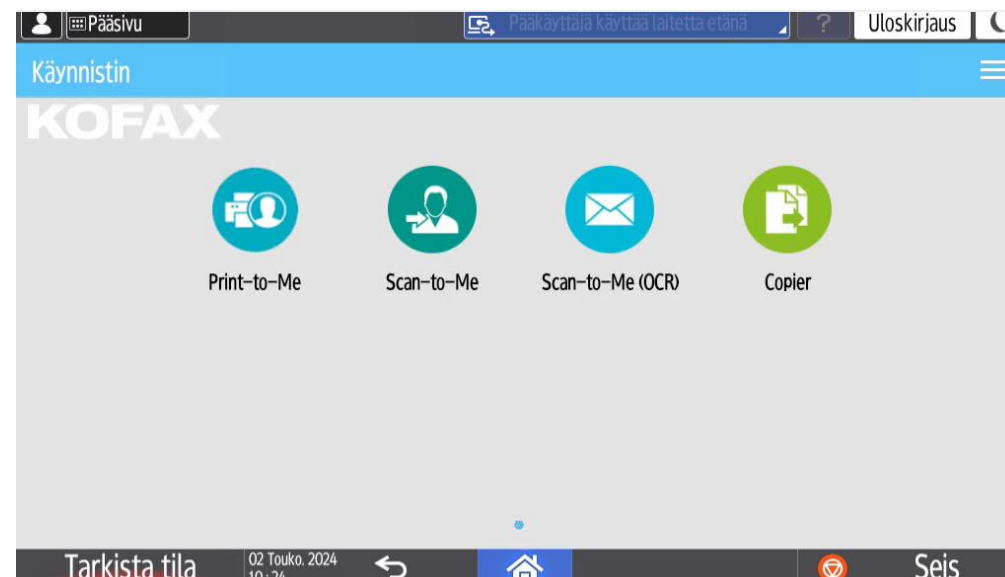 Pääsivu
Pääkäyttäjä käyttää laitetta etänä
?
Uloskirjaus
Käynnistin
KOFAX
Print-to-Me
Scan-to-Me
Scan-to-Me (OCR)
Copier
Tarkista tila
02 Touko. 2024
Seis